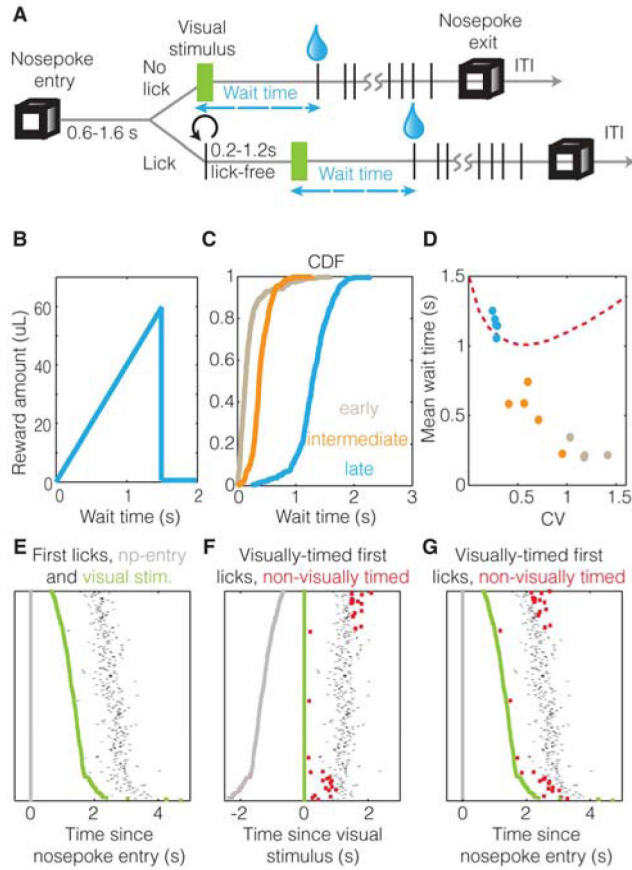 A
Nosepoke entry
Visual stimulus
Nosepoke exit
No lick
ITI
Wait time
0.6-1.6 s
Lick
0.2-1.2s
lick-free
Wait time
ITI
B
Reward amount (uL)
60
40
20
0
0
1
2
Wait time (s)
C
CDF
1
0.8
0.6
0.4
0.2
0
early
intermediate
late
0
1
2
3
Wait time (s)
D
Mean wait time (s)
1.5
1
0.5
0
0.5
1
1.5
CV
E
First licks, np-entry
and visual stim.
0
2
4
Time since
nosepoke entry (s)
F
Visually-timed first
licks, non-visually timed
-2
0
2
Time since visual
stimulus (s)
G
Visually-timed first
licks, non-visually timed
0
2
4
Time since
nosepoke entry (s)